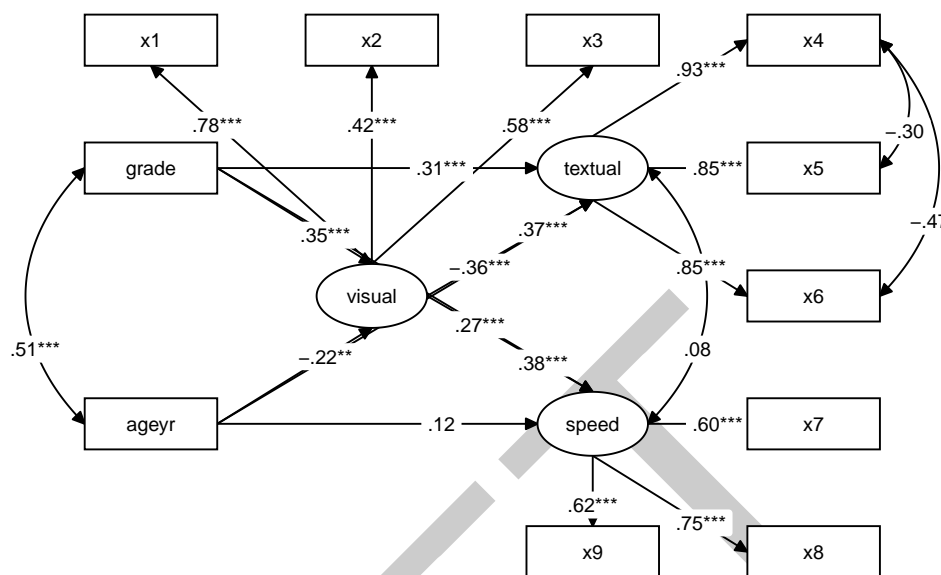 x1
x2
x3
x4
.93***
.78***
.42***
.58***
−.30
grade
.31***
textual
.85***
x5
.35***
.37***
−.47
−.36***
.85***
visual
x6
.27***
.51***
−.22**
.38***
.08
ageyr
.12
speed
.60***
x7
.62***
.75***
x9
x8